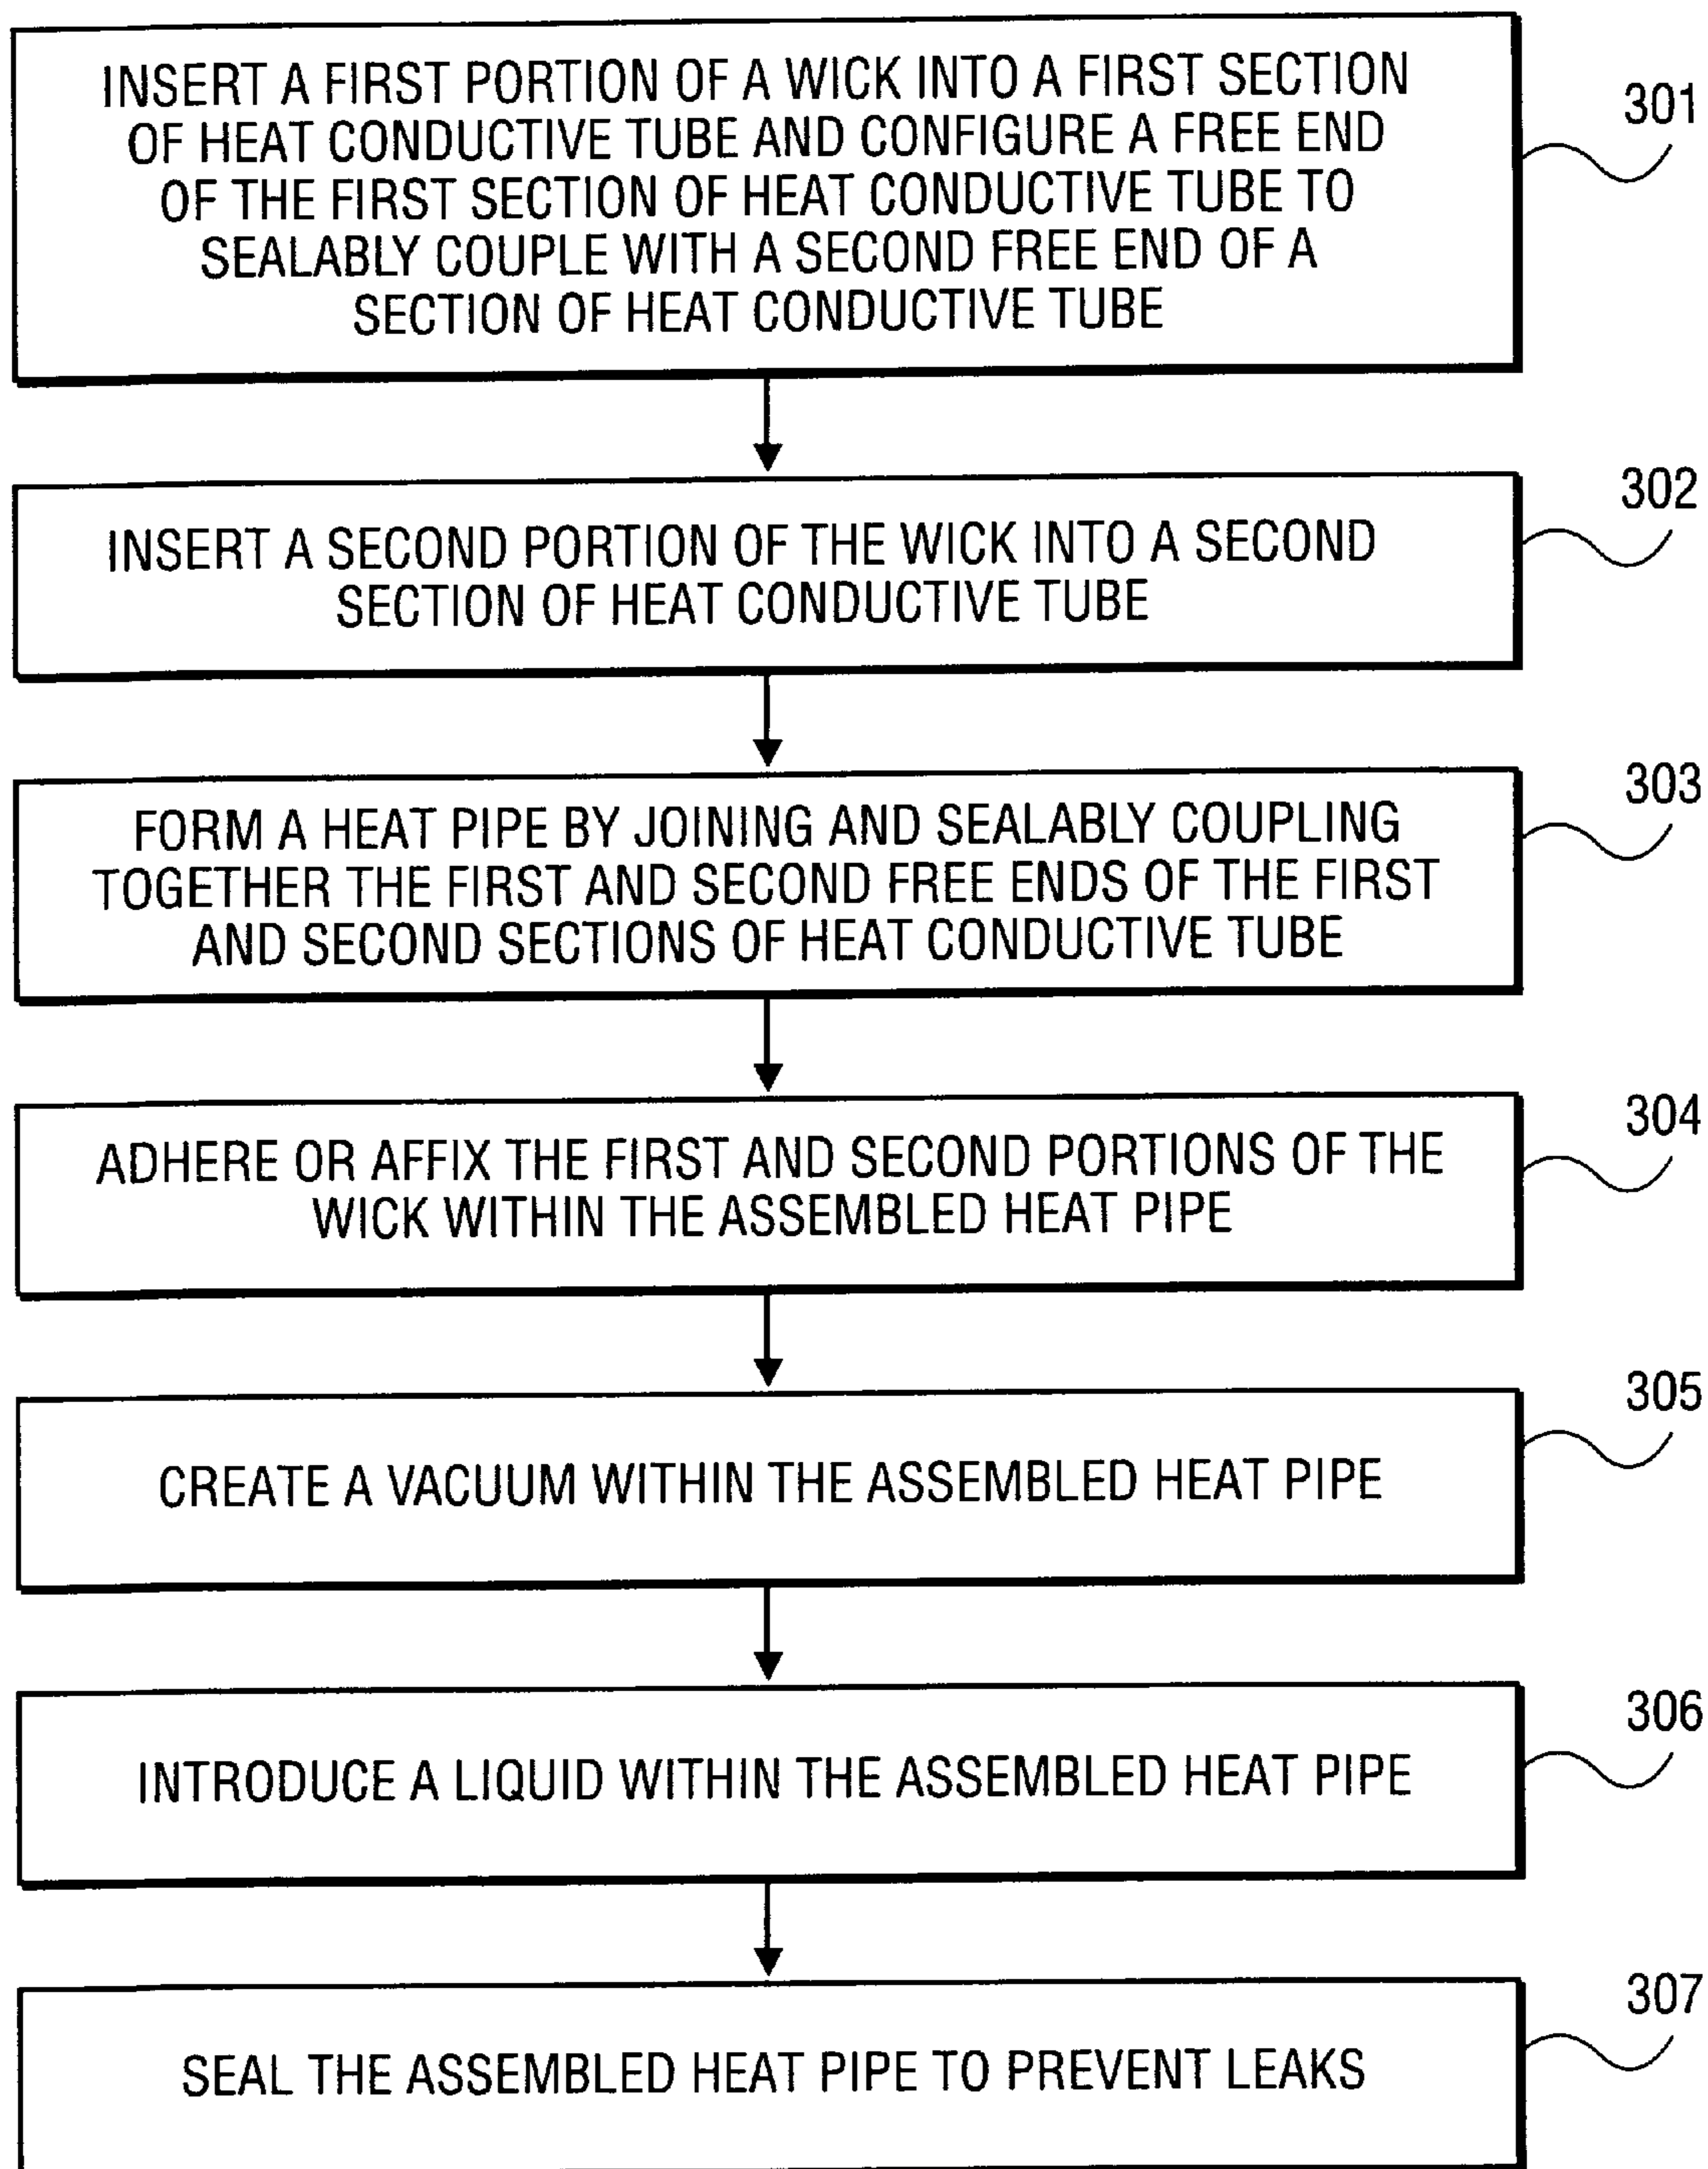 INSERT A FIRST PORTION OF A WICK INTO A FIRST SECTION
OF HEAT CONDUCTIVE TUBE AND CONFIGURE A FREE END
OF THE FIRST SECTION OF HEAT CONDUCTIVE TUBE TO
SEALABLY COUPLE WITH A SECOND FREE END OF A
SECTION OF HEAT CONDUCTIVE TUBE
301
INSERT A SECOND PORTION OF THE WICK INTO A SECOND
SECTION OF HEAT CONDUCTIVE TUBE
302
FORM A HEAT PIPE BY JOINING AND SEALABLY COUPLING
TOGETHER THE FIRST AND SECOND FREE ENDS OF THE FIRST
AND SECOND SECTIONS OF HEAT CONDUCTIVE TUBE
303
ADHERE OR AFFIX THE FIRST AND SECOND PORTIONS OF THE
WICK WITHIN THE ASSEMBLED HEAT PIPE
304
CREATE A VACUUM WITHIN THE ASSEMBLED HEAT PIPE
305
INTRODUCE A LIQUID WITHIN THE ASSEMBLED HEAT PIPE
306
SEAL THE ASSEMBLED HEAT PIPE TO PREVENT LEAKS
307